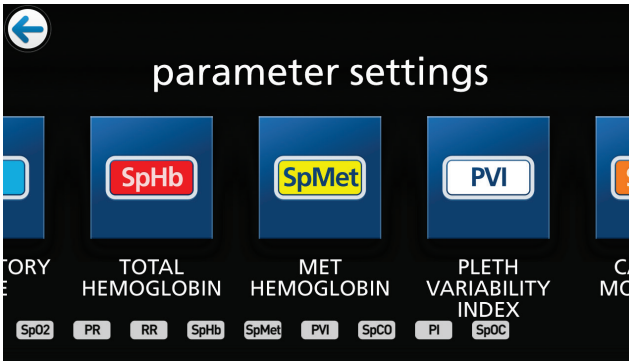 parameter settings
SpHb
SpMet
PVI
TORY
TOTAL HEMOGLOBIN
MET HEMOGLOBIN
PLETH VARIABILITY INDEX
SpO2 PR RR SpHb SpMet PVI SpCO PI SpOC